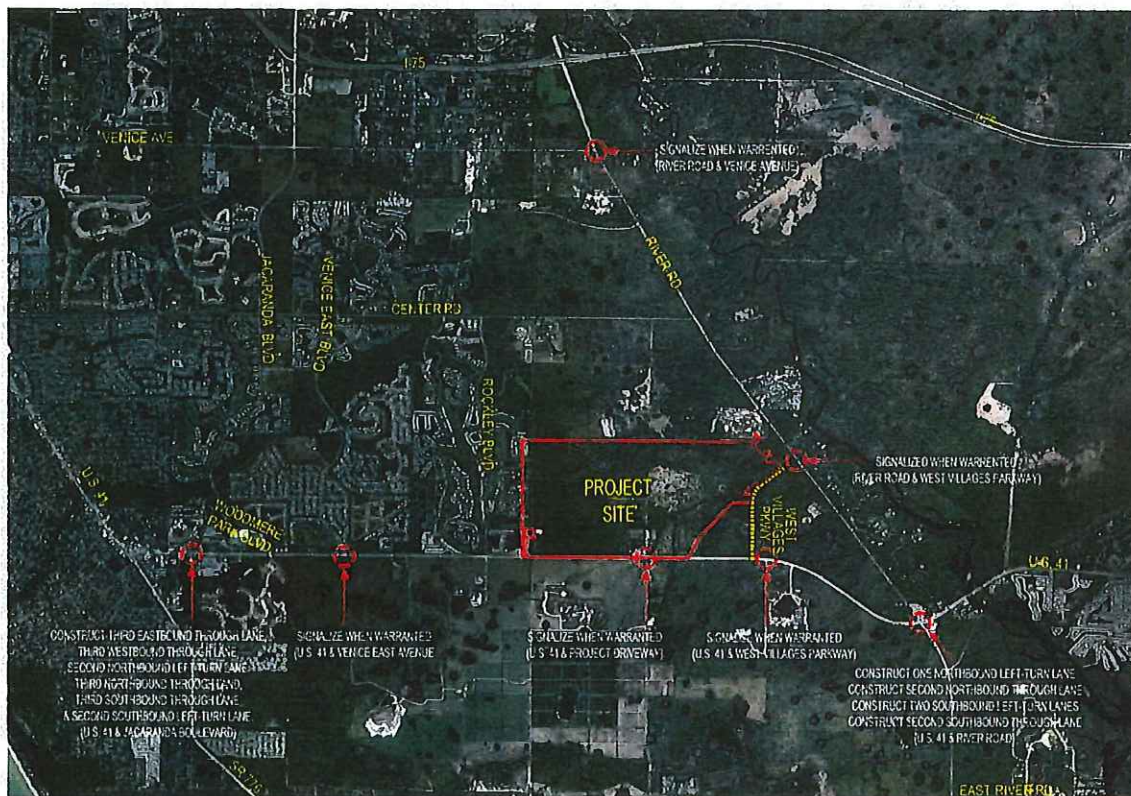 I-75
VENICE AVE
SIGNALIZE WHEN WARRENTED
(RIVER ROAD & VENICE AVENUE)
RIVER RD
JACARANDA BLVD
VENICE EAST BLVD
CENTER RD
ROCKLEY BLVD
U.S. 41
WOODMERE
PARK BLVD.
PROJECT
SITE
WEST
VILLAGES
PKWY
SIGNALIZED WHEN WARRENTED
(RIVER ROAD & WEST VILLAGES PARKWAY)
U.S. 41
CONSTRUCT THIRD EASTBOUND THROUGH LANE,
THIRD WESTBOUND THROUGH LANE,
SECOND NORTHBOUND LEFT-TURN LANE,
THIRD NORTHBOUND THROUGH LANE,
THIRD SOUTHBOUND THROUGH LANE
& SECOND SOUTHBOUND LEFT-TURN LANE
(U.S. 41 & JACARANDA BOULEVARD)
SIGNALIZE WHEN WARRANTED
(U.S. 41 & VENICE EAST AVENUE)
SIGNALIZE WHEN WARRANTED
(U.S. 41 & PROJECT DRIVEWAY)
SIGNALIZE WHEN WARRANTED
(U.S. 41 & WEST VILLAGES PARKWAY)
CONSTRUCT ONE NORTHBOUND LEFT-TURN LANE
CONSTRUCT SECOND NORTHBOUND THROUGH LANE
CONSTRUCT TWO SOUTHBOUND LEFT-TURN LANES
CONSTRUCT SECOND SOUTHBOUND THROUGH LANE
(U.S. 41 & RIVER ROAD)
SR 776
EAST RIVER RD